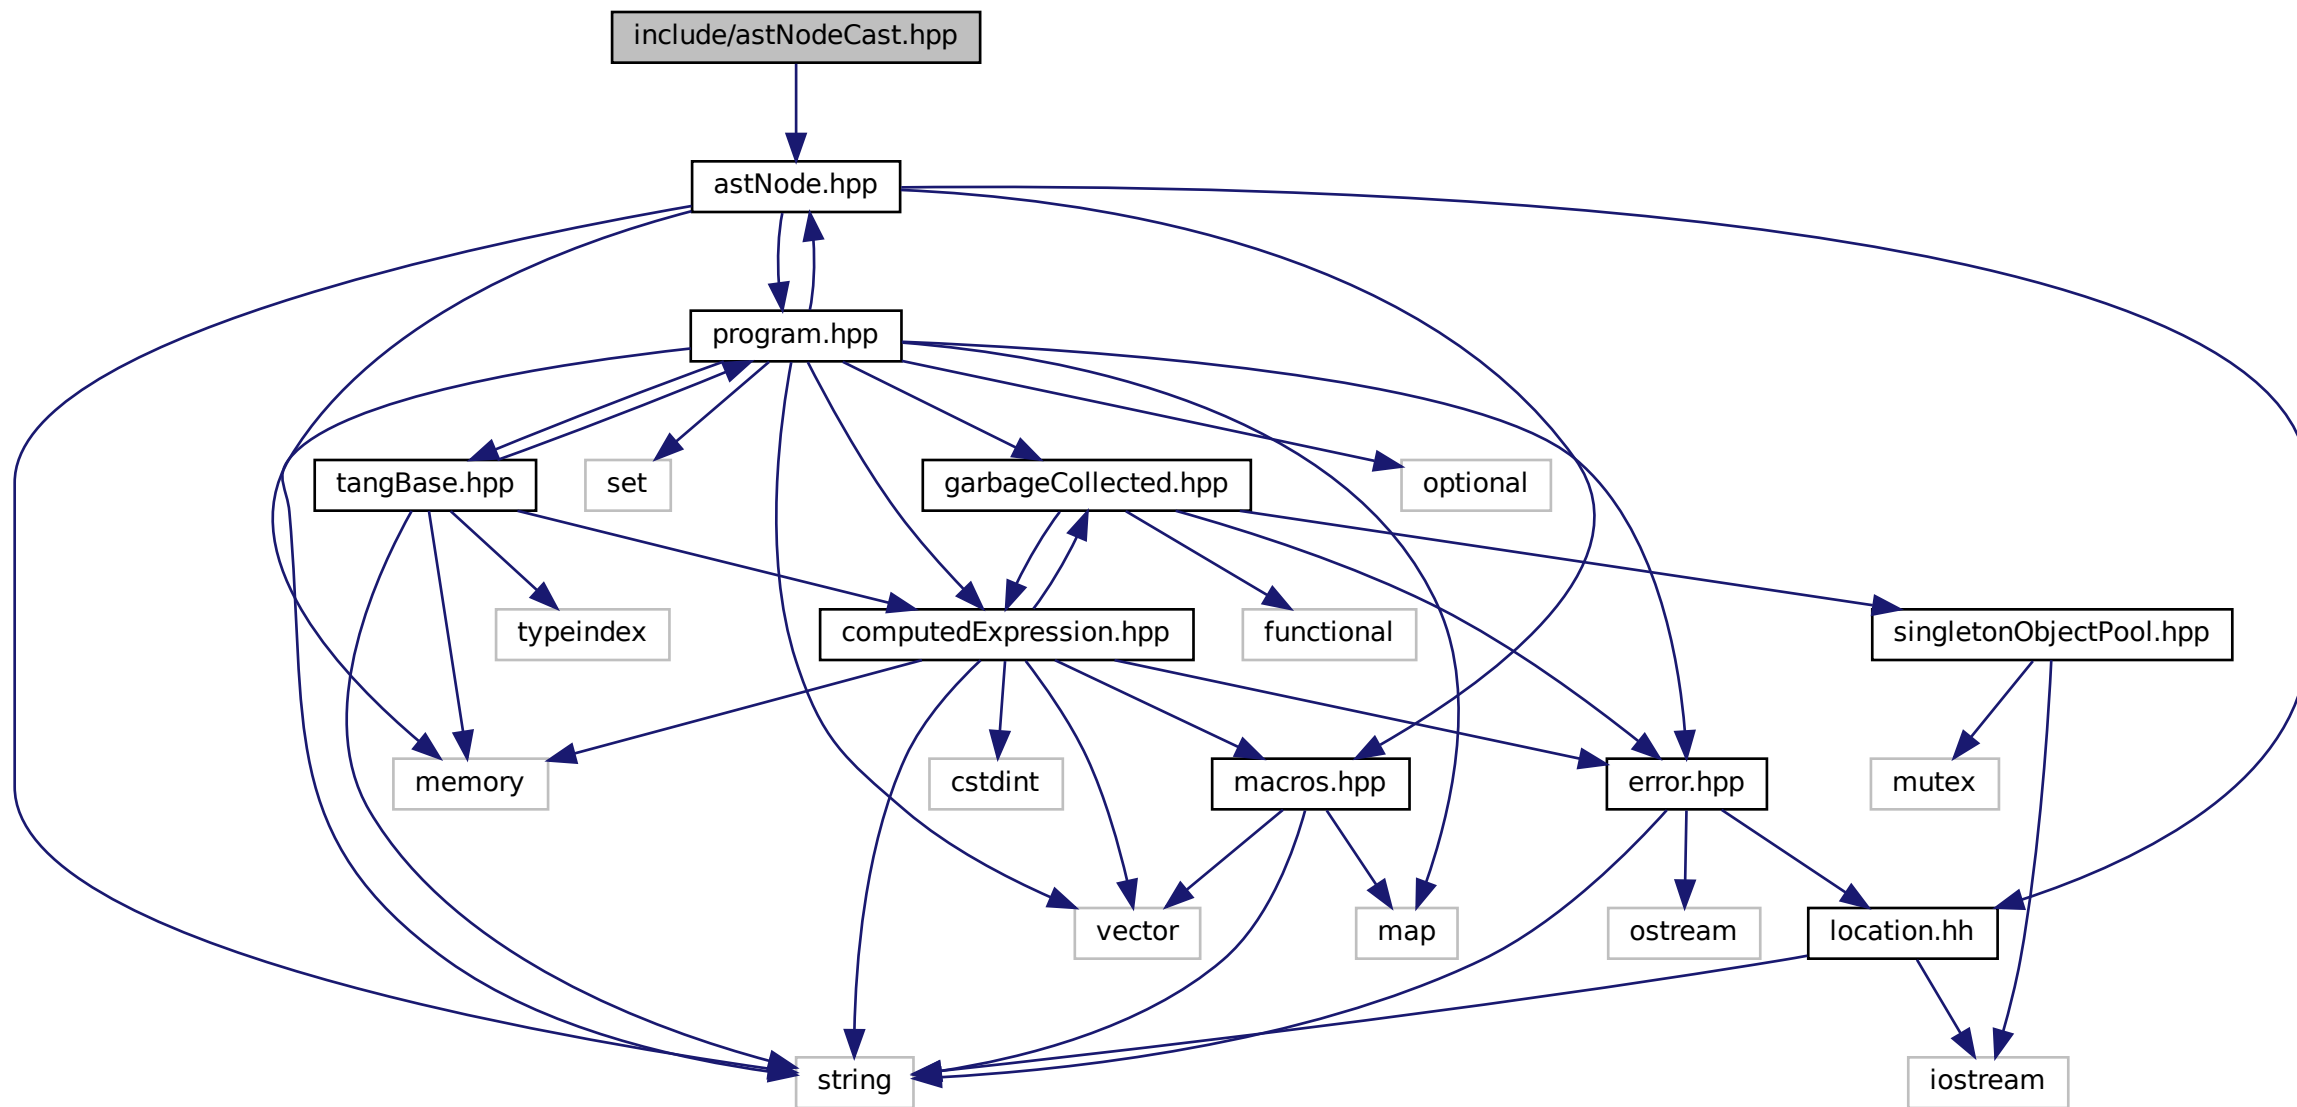 include/astNodeCast.hpp
astNode.hpp
program.hpp
tangBase.hpp
set
garbageCollected.hpp
optional
typeindex
computedExpression.hpp
functional
singletonObjectPool.hpp
memory
cstdint
macros.hpp
error.hpp
mutex
vector
map
ostream
location.hh
string
iostream